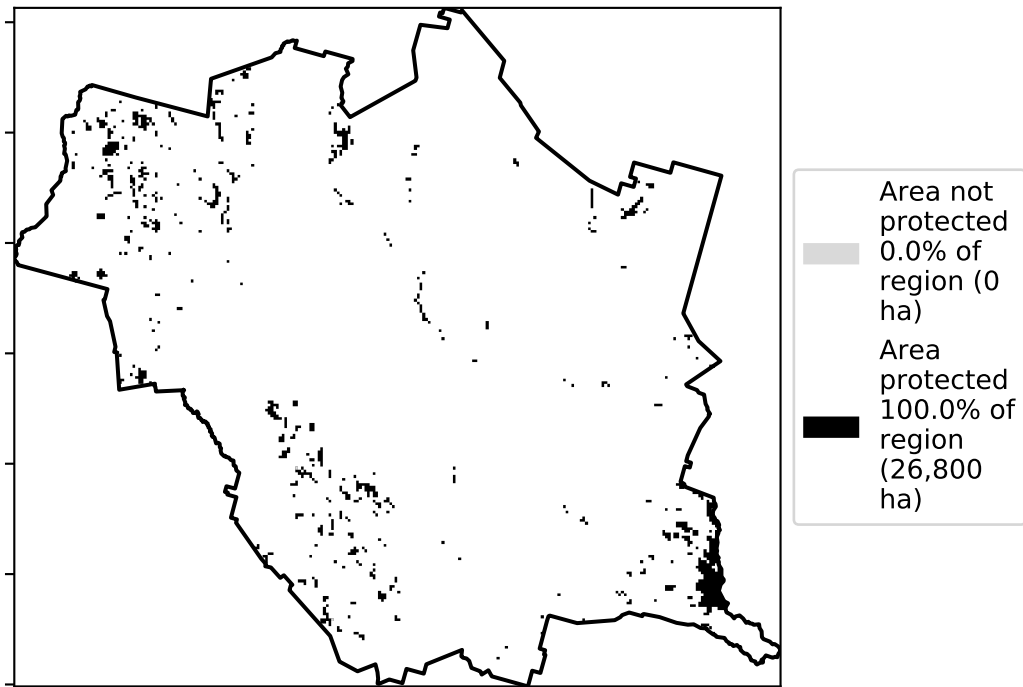 Area not
protected
0.0% of
region (0
ha)
Area
protected
100.0% of
region
(26,800
ha)